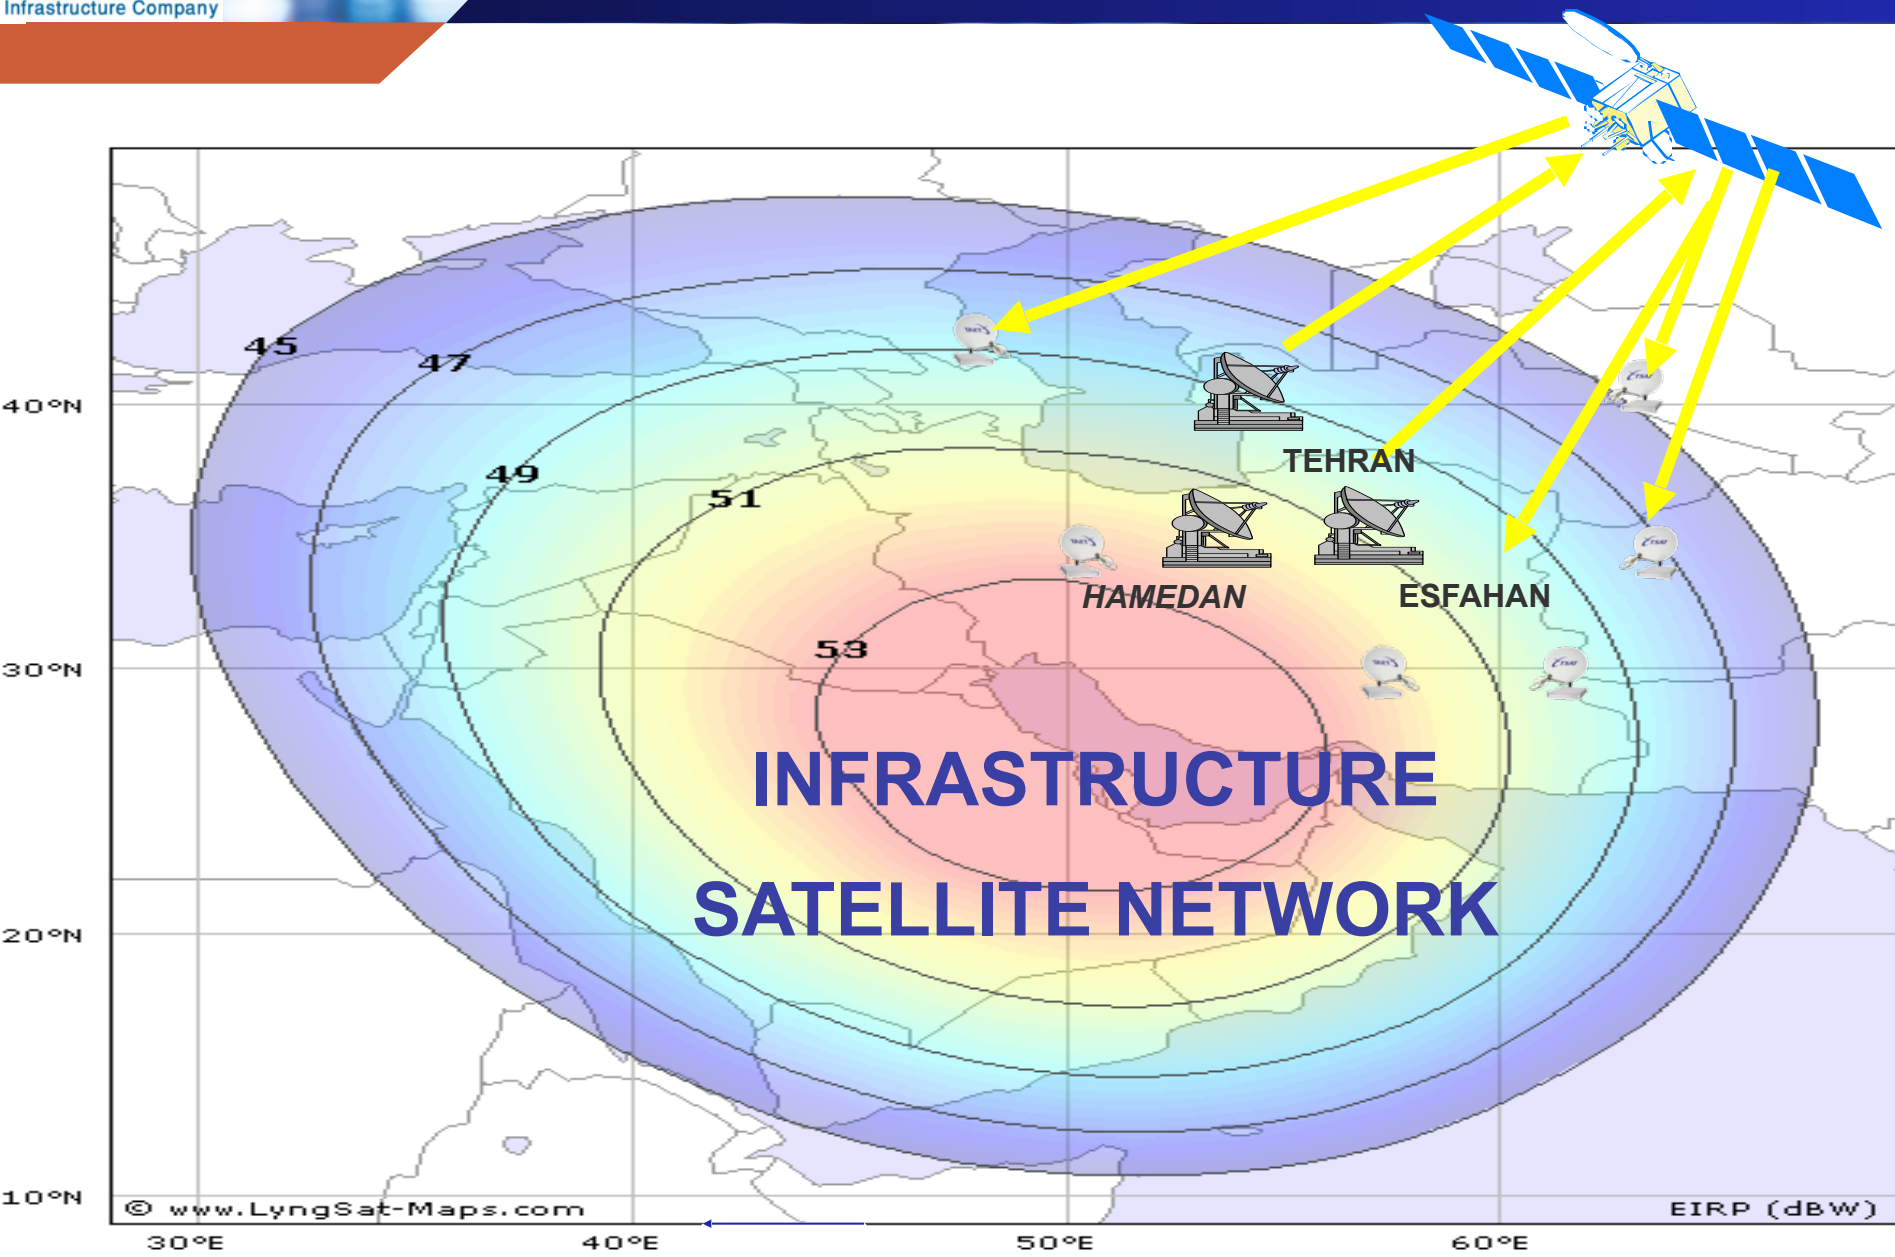 Infrastructure Company
45
47
40°N
TEHRAN
49
51
HAMEDAN
ESFAHAN
53
30°N
INFRASTRUCTURE
SATELLITE NETWORK
20°N
10°N
© www.LyngSat-Maps.com
EIRP (dBW)
30°E
40°E
50°E
60°E